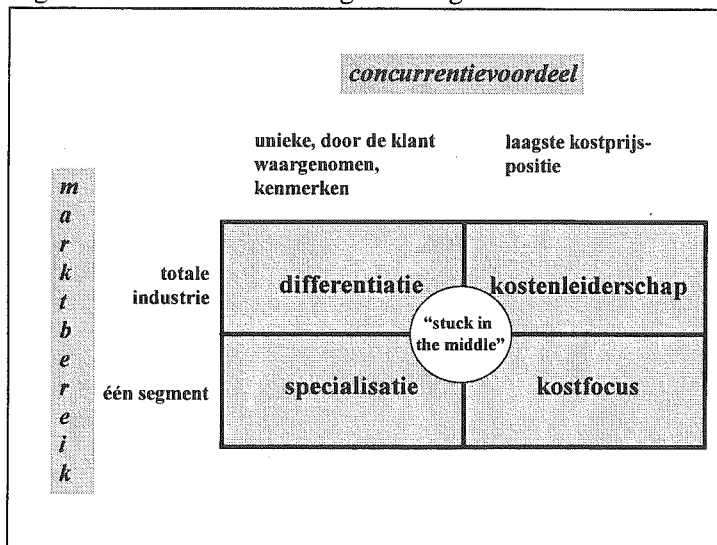 concurrentievoordeel
unieke, door de klant
waargenomen,
kenmerken
laagste kostprijs-
positie
marktbereik
totale
industrie
differentiatie
kostenleiderschap
"stuck in
the middle"
één segment
specialisatie
kostfocus